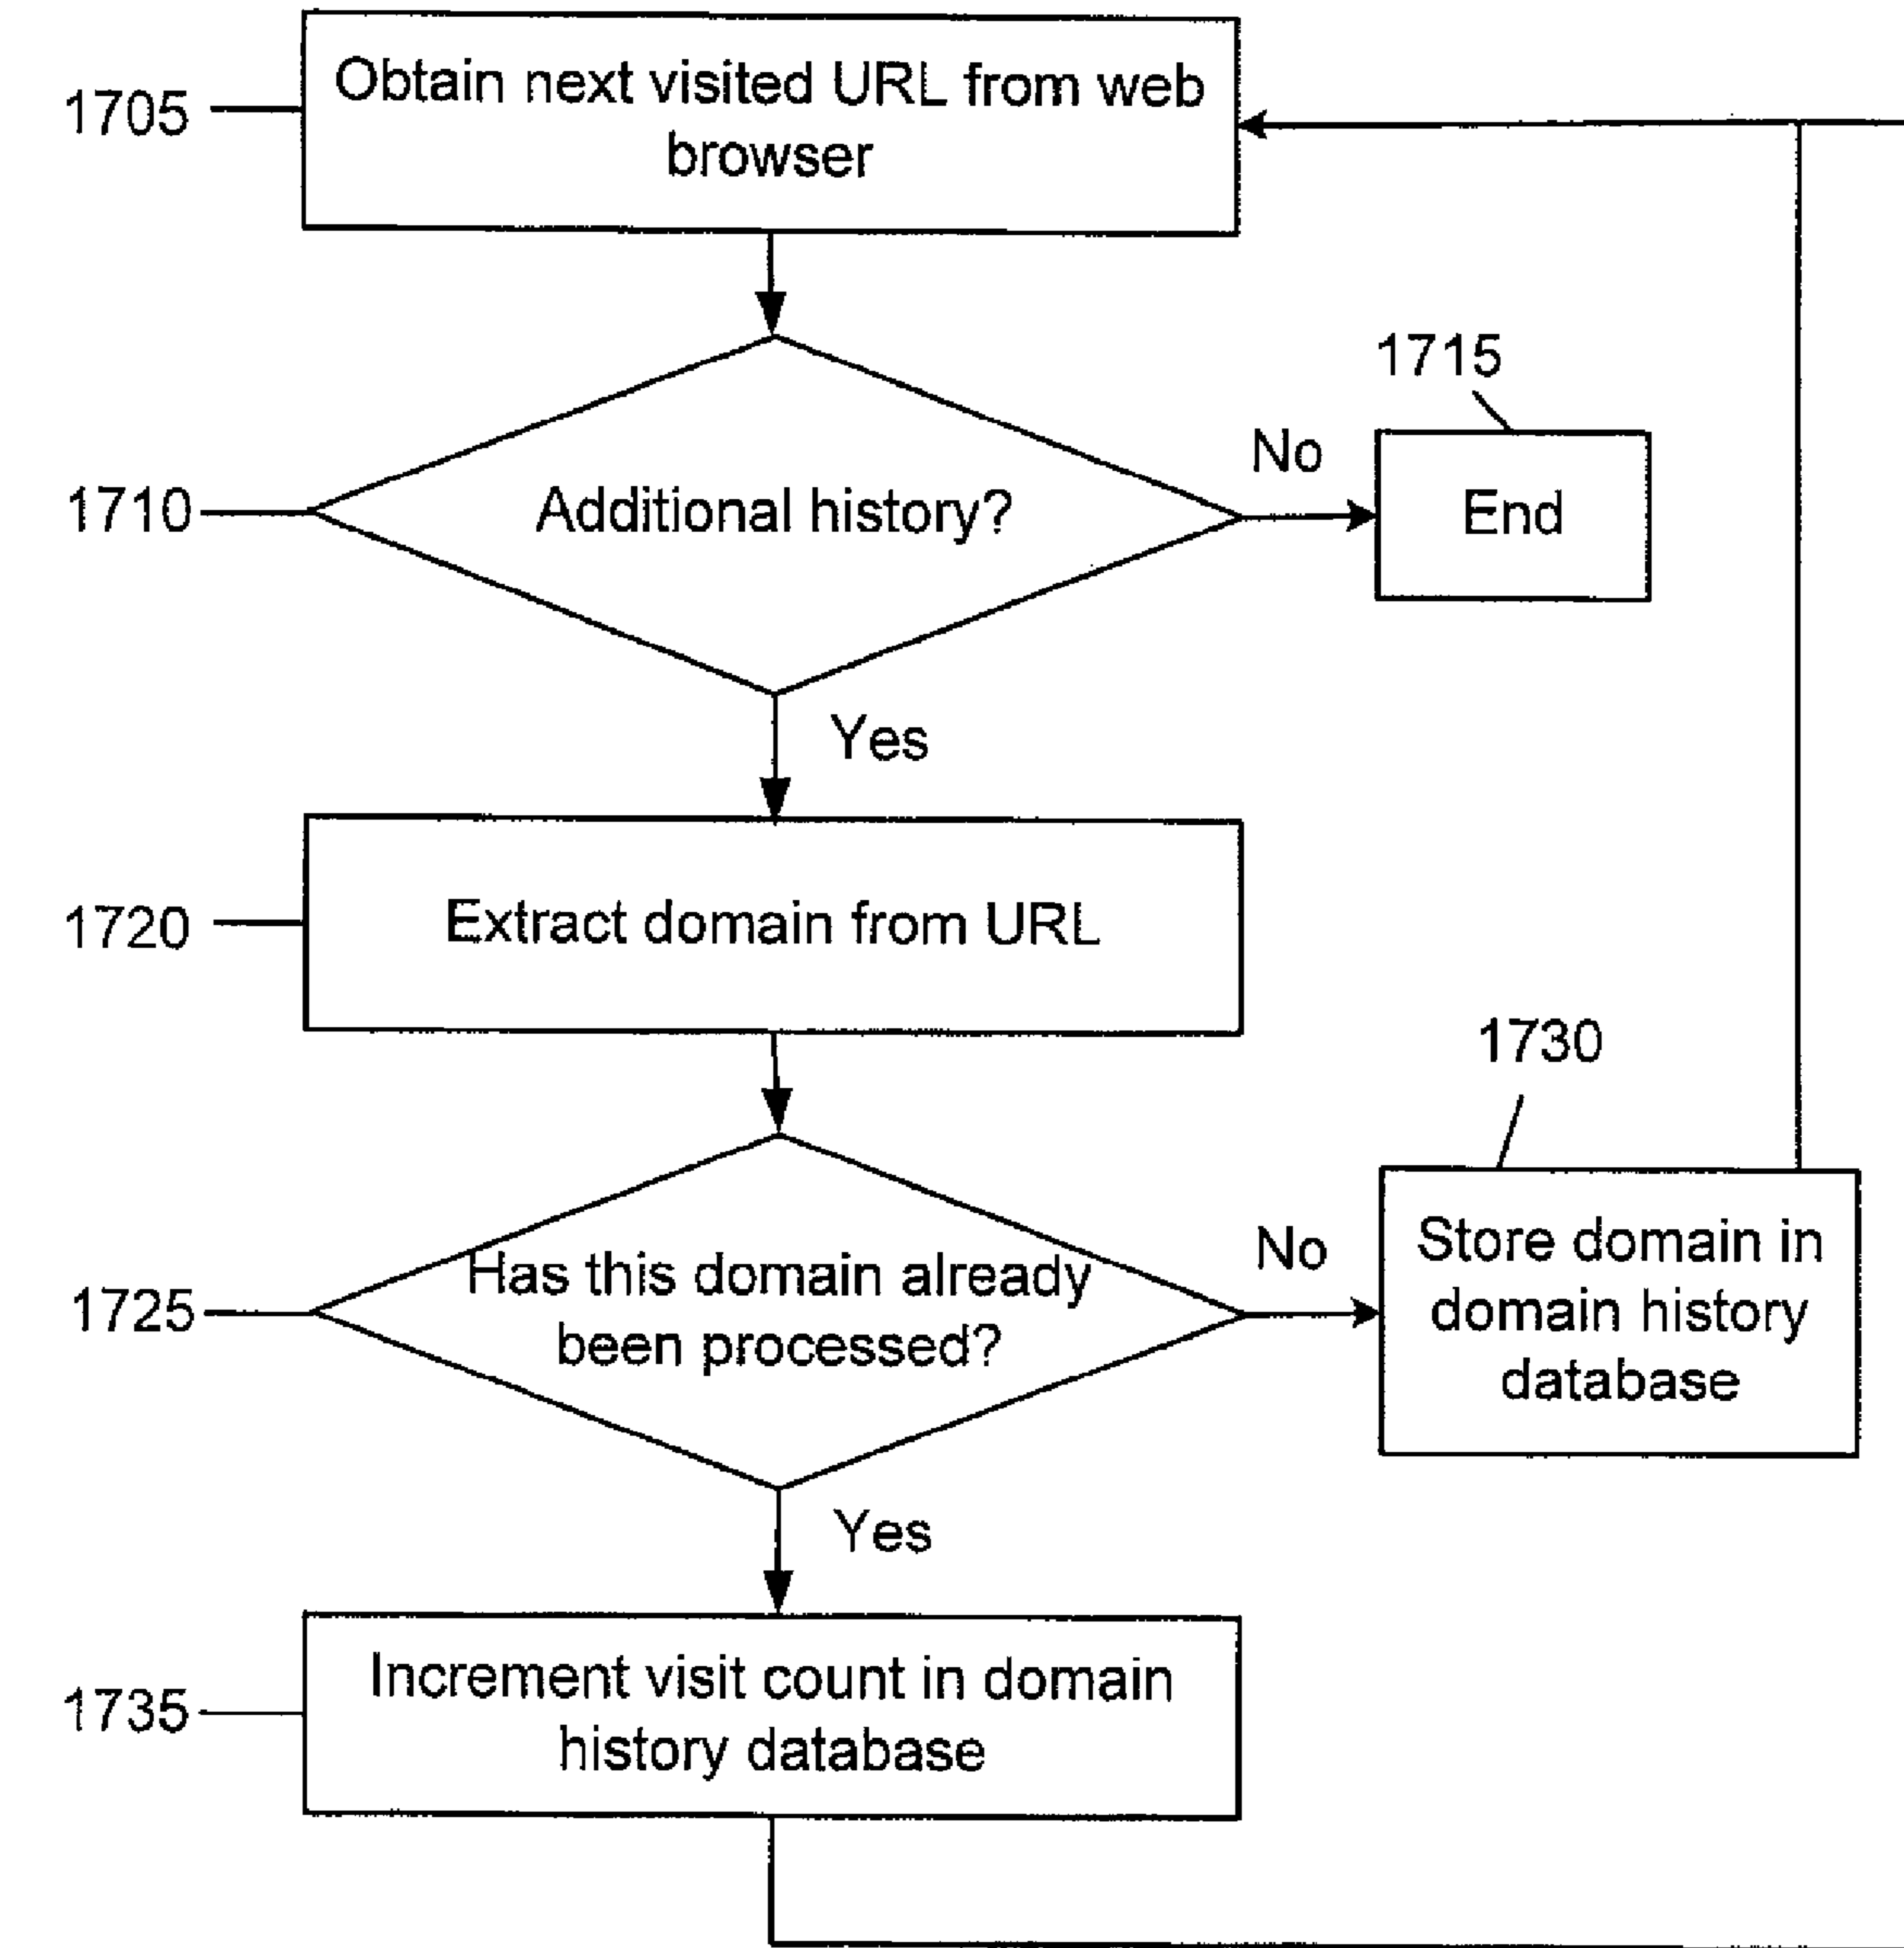 Obtain next visited URL from web
browser
1705
1715
No
1710
Additional history?
End
Yes
1720
Extract domain from URL
1730
No
Store domain in
domain history
database
1725
Has this domain already
been processed?
Yes
1735
Increment visit count in domain
history database